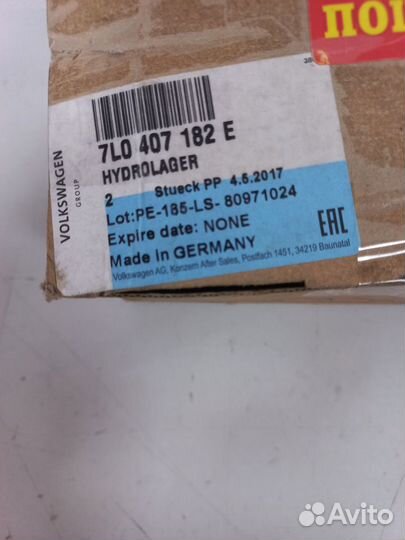 VOLKSWAGEN
GROUP
7L0 407 182 E
HYDROLAGER
2 Stueck PP 4.5.2017
Lot:PE-185-LS- 80971024
Expire date: NONE
Made in GERMANY
Volkswagen AG, Konzern After Sales, Postfach 1451, 34219 Baunatal
EAC
Avito